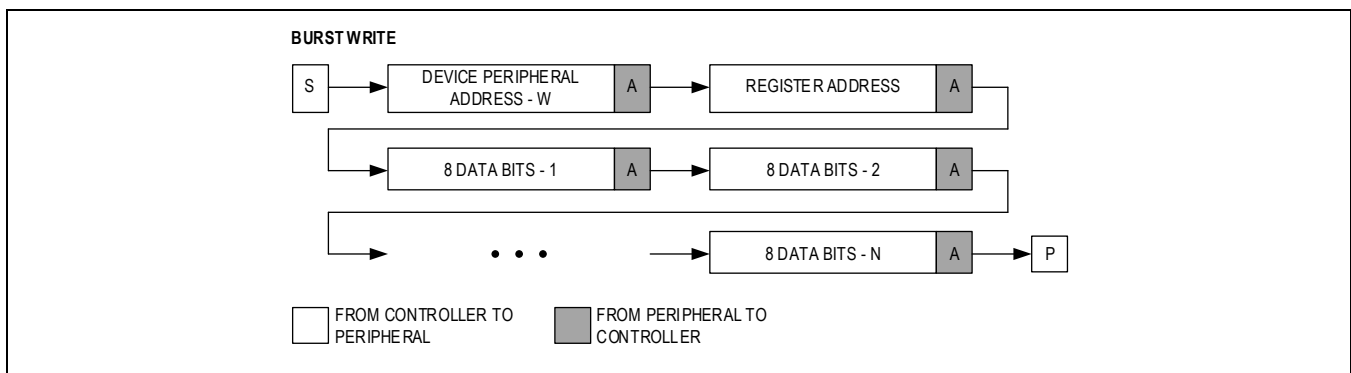 BURST WRITE
S
DEVICE PERIPHERAL
ADDRESS - W
A
REGISTER ADDRESS
A
8 DATA BITS - 1
A
8 DATA BITS - 2
A
• • •
8 DATA BITS - N
A
P
FROM CONTROLLER TO
PERIPHERAL
FROM PERIPHERAL TO
CONTROLLER